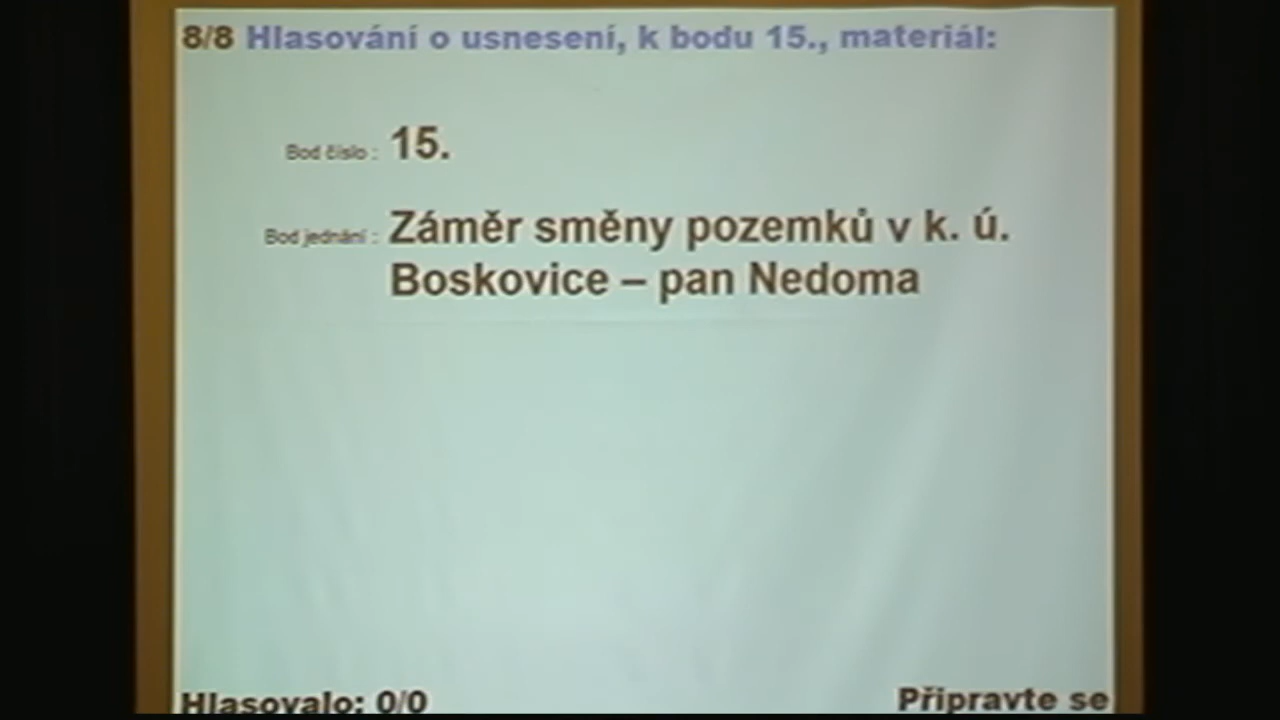 8/8 Hlasování o usnesení, k bodu 15., materiál:
Bod číslo : 15.
Bod jednání : Záměr směny pozemků v k. ú.
Boskovice – pan Nedoma
Hlasovalo: 0/0 Připravte se